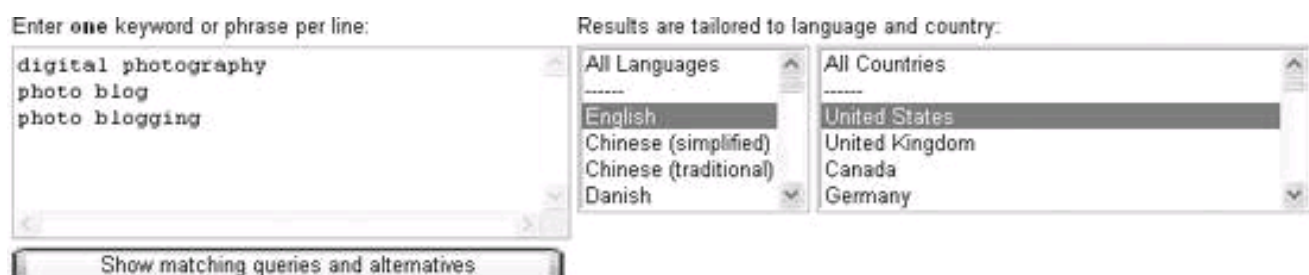 Enter one keyword or phrase per line:
digital photography
photo blog
photo blogging
Show matching queries and alternatives
Results are tailored to language and country:
All Languages
------
English
Chinese (simplified)
Chinese (traditional)
Danish
All Countries
------
United States
United Kingdom
Canada
Germany